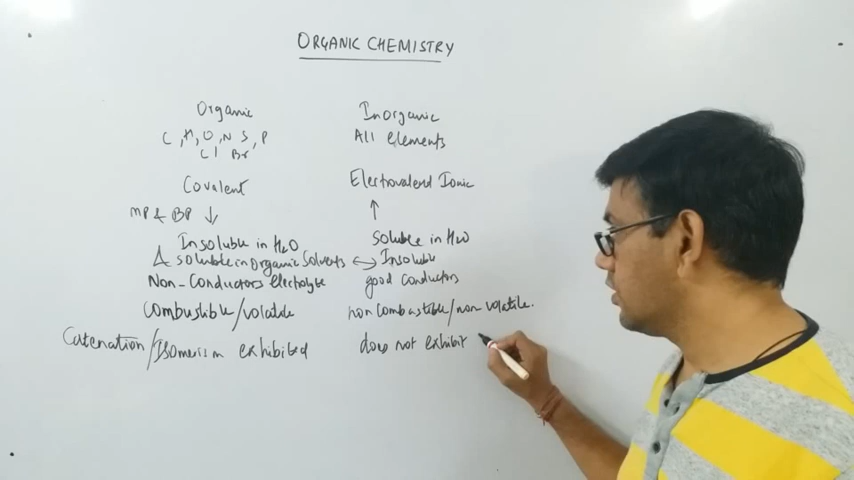 ORGANIC CHEMISTRY
Organic Inorganic
C, H, O, N S, P All elements
Cl Br
Covalent Electrovalend Ionic
MP & BP ↓ ↑
Insoluble in H2O soluble in H2O
& soluble in organic Solvents ↔ Insoluble
Non-Conductors electrolyte good conductors
Combustible/volatile non Combustible/non volatile.
Catenation/Isomerism exhibited does not exhibit